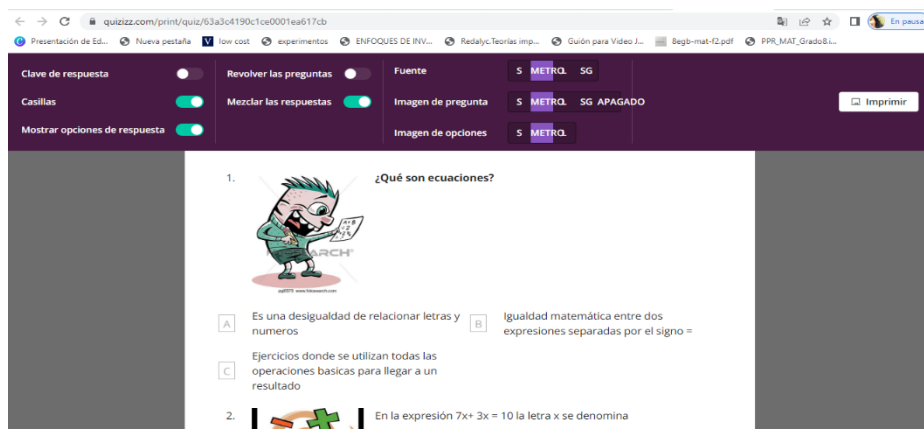 quizizz.com/print/quiz/63a3c4190c1ce0001ea617cb
En pausa
Presentación de Ed... Nueva pestaña low cost experimentos ENFOQUES DE INV... Redalyc.Teorías imp... Guión para Video J... 8egb-mat-f2.pdf PPR_MAT_Grado8.i...
Clave de respuesta Revolver las preguntas Fuente S METRO L SG
Casillas Mezclar las respuestas Imagen de pregunta S METRO L SG APAGADO Imprimir
Mostrar opciones de respuesta Imagen de opciones S METRO L
1. ¿Qué son ecuaciones?
A Es una desigualdad de relacionar letras y
numeros
B Igualdad matemática entre dos
expresiones separadas por el signo =
C Ejercicios donde se utilizan todas las
operaciones basicas para llegar a un
resultado
2. En la expresión 7x+ 3x = 10 la letra x se denomina